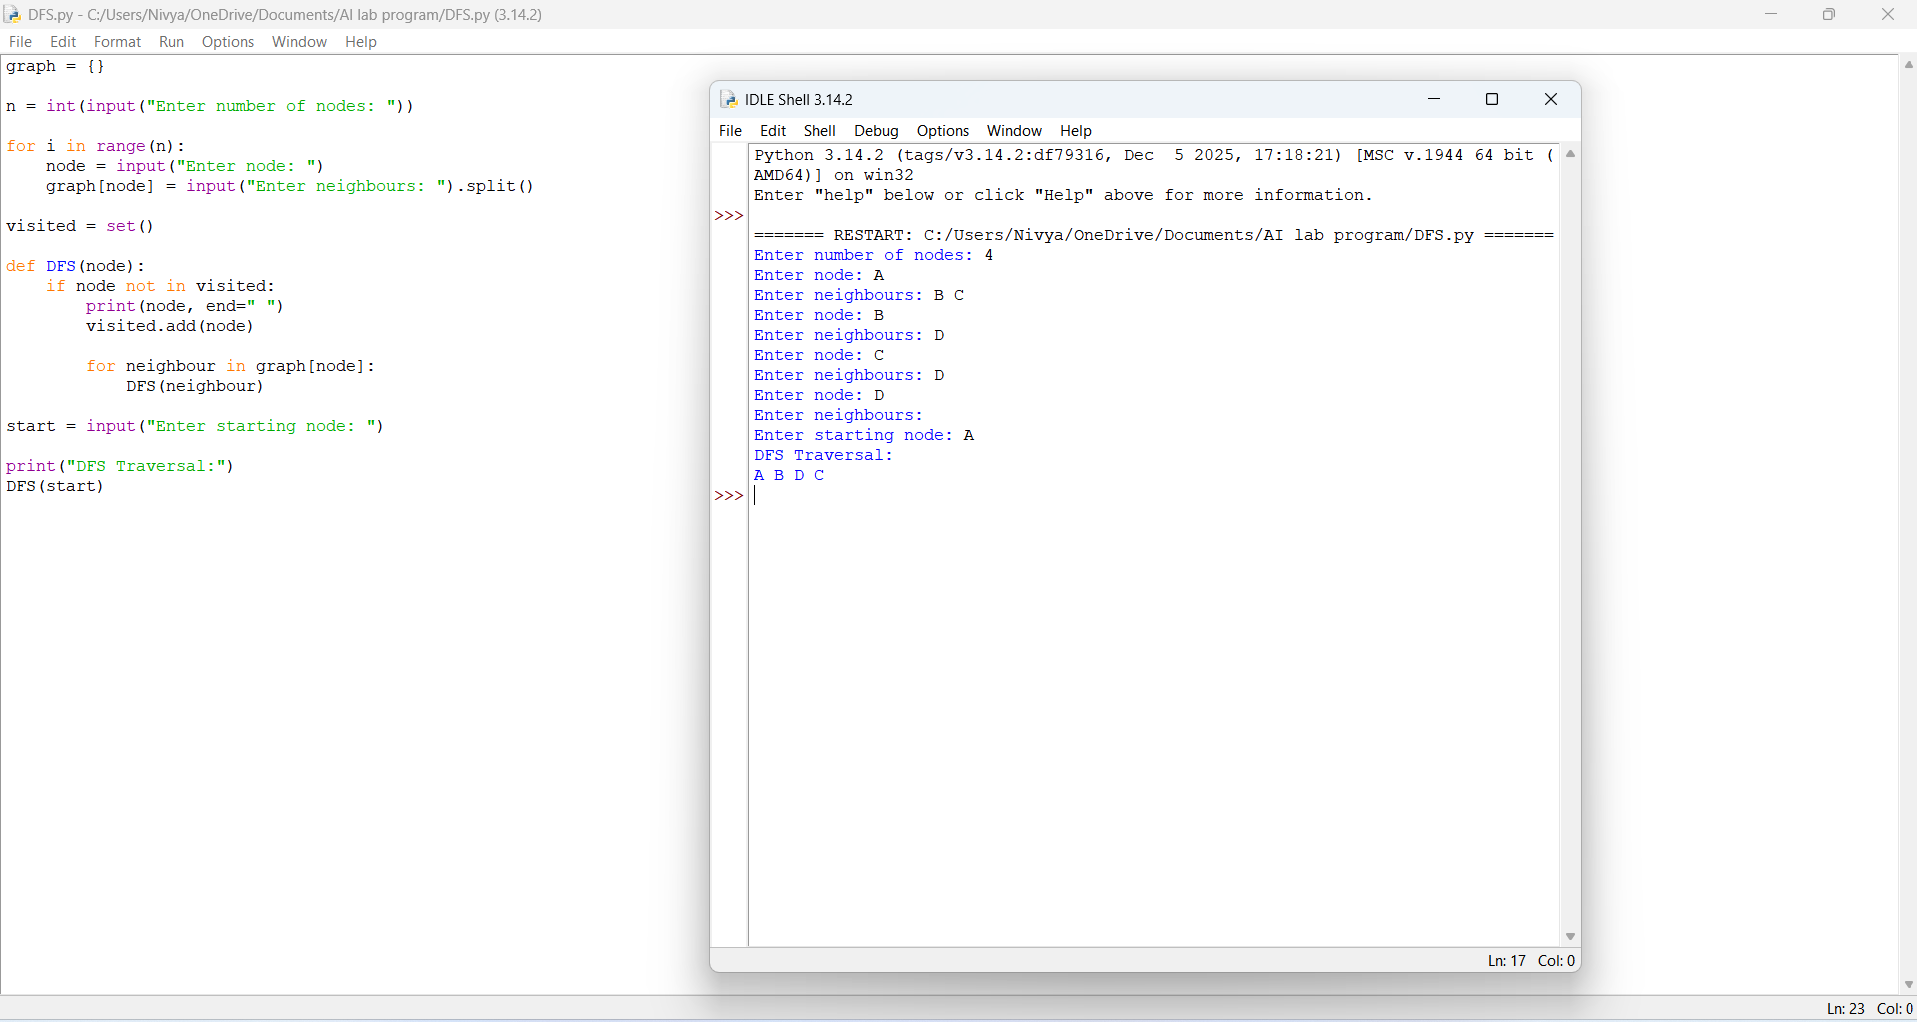 DFS.py - C:/Users/Nivya/OneDrive/Documents/AI lab program/DFS.py (3.14.2)
File Edit Format Run Options Window Help
graph = {}
n = int(input("Enter number of nodes: "))
for i in range(n):
    node = input("Enter node: ")
    graph[node] = input("Enter neighbours: ").split()
visited = set()
def DFS(node):
    if node not in visited:
        print(node, end=" ")
        visited.add(node)
        for neighbour in graph[node]:
            DFS(neighbour)
start = input("Enter starting node: ")
print("DFS Traversal:")
DFS(start)
IDLE Shell 3.14.2
File Edit Shell Debug Options Window Help
Python 3.14.2 (tags/v3.14.2:df79316, Dec  5 2025, 17:18:21) [MSC v.1944 64 bit (
AMD64)] on win32
Enter "help" below or click "Help" above for more information.
>>>
======= RESTART: C:/Users/Nivya/OneDrive/Documents/AI lab program/DFS.py =======
Enter number of nodes: 4
Enter node: A
Enter neighbours: B C
Enter node: B
Enter neighbours: D
Enter node: C
Enter neighbours: D
Enter node: D
Enter neighbours:
Enter starting node: A
DFS Traversal:
A B D C
>>>
Ln: 17 Col: 0
Ln: 23 Col: 0